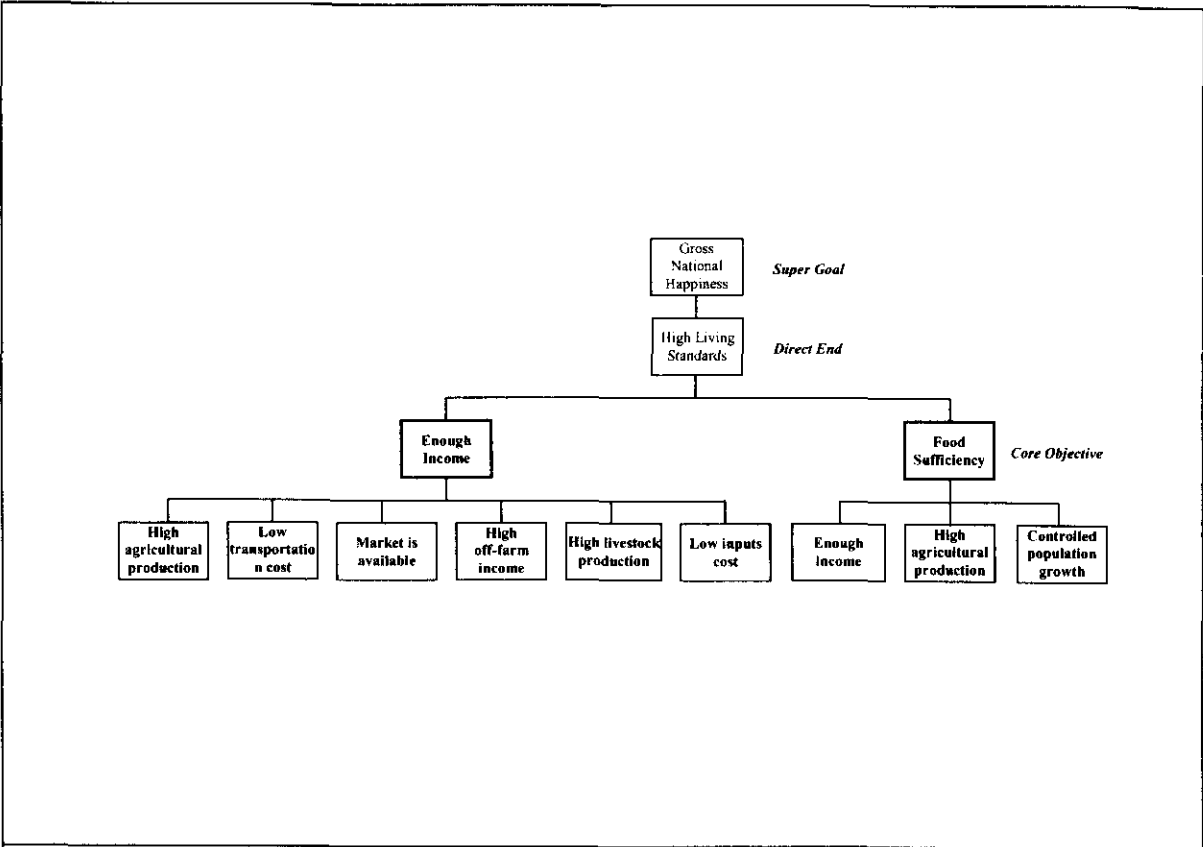 Gross
National
Happiness
Super Goal
High Living
Standards
Direct End
Enough
Income
Food
Sufficiency
Core Objective
High
agricultural
production
Low
transportatio
n cost
Market is
available
High
off-farm
income
High livestock
production
Low inputs
cost
Enough
Income
High
agricultural
production
Controlled
population
growth